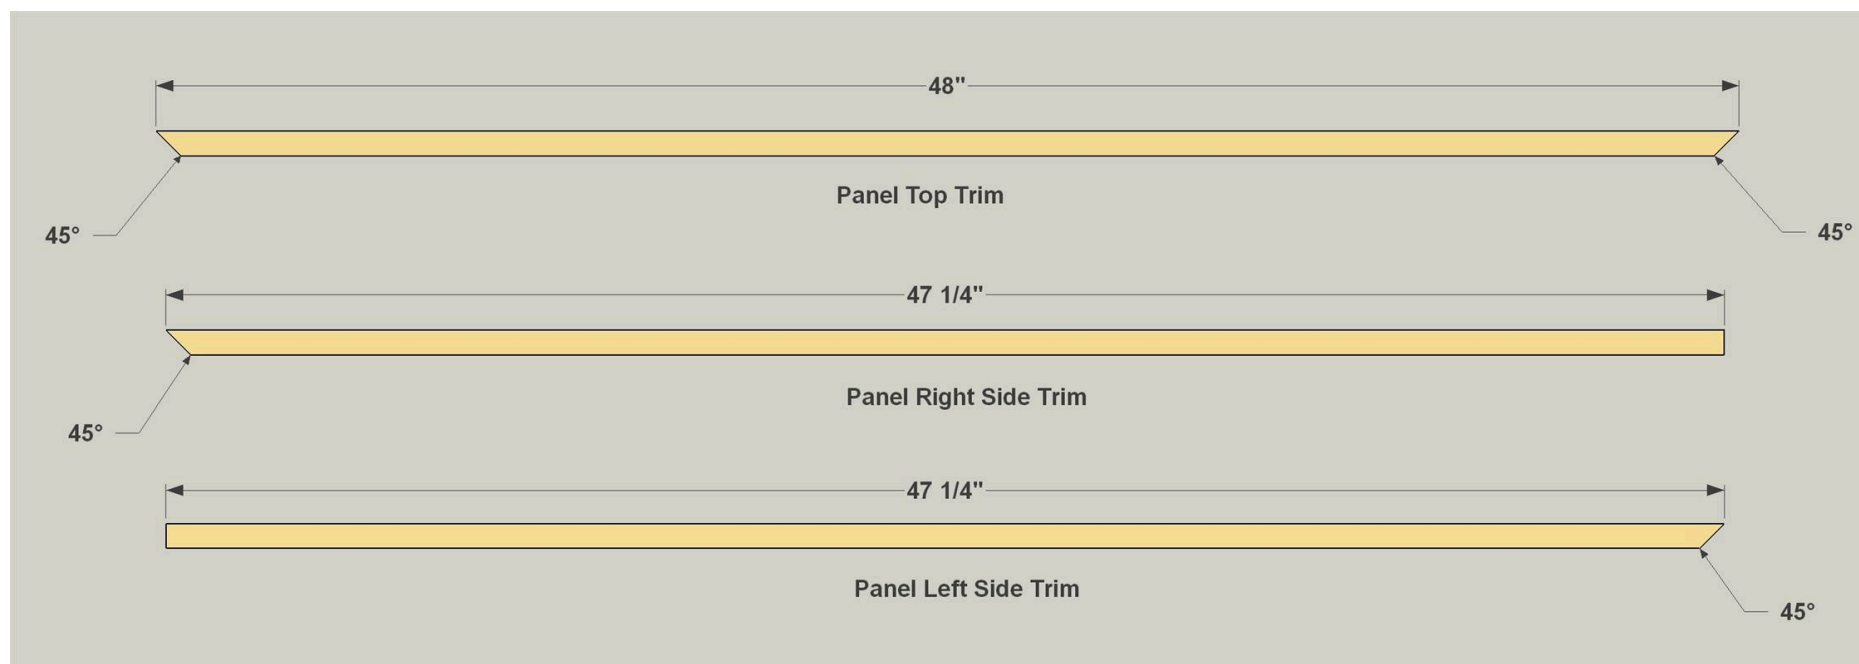 48"
Panel Top Trim
45°
45°
47 1/4"
Panel Right Side Trim
45°
47 1/4"
Panel Left Side Trim
45°